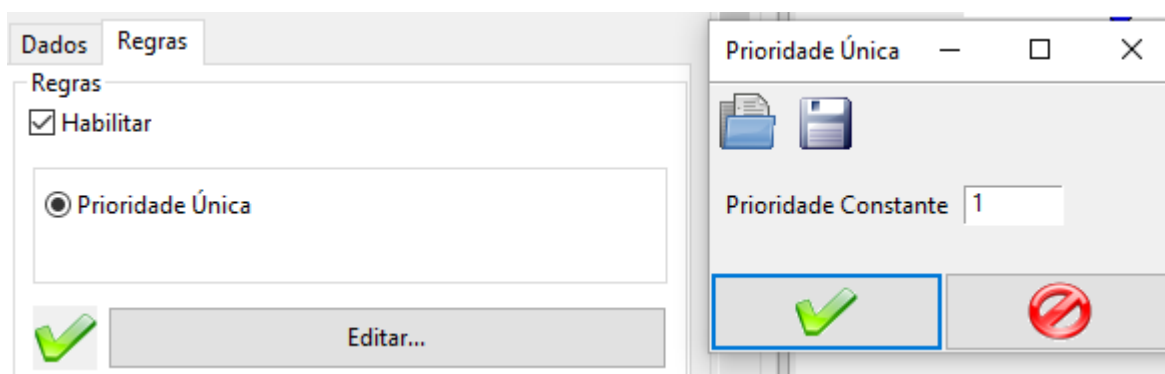 Dados Regras
Regras
Habilitar
Prioridade Única
Editar...
Prioridade Única
Prioridade Constante 1